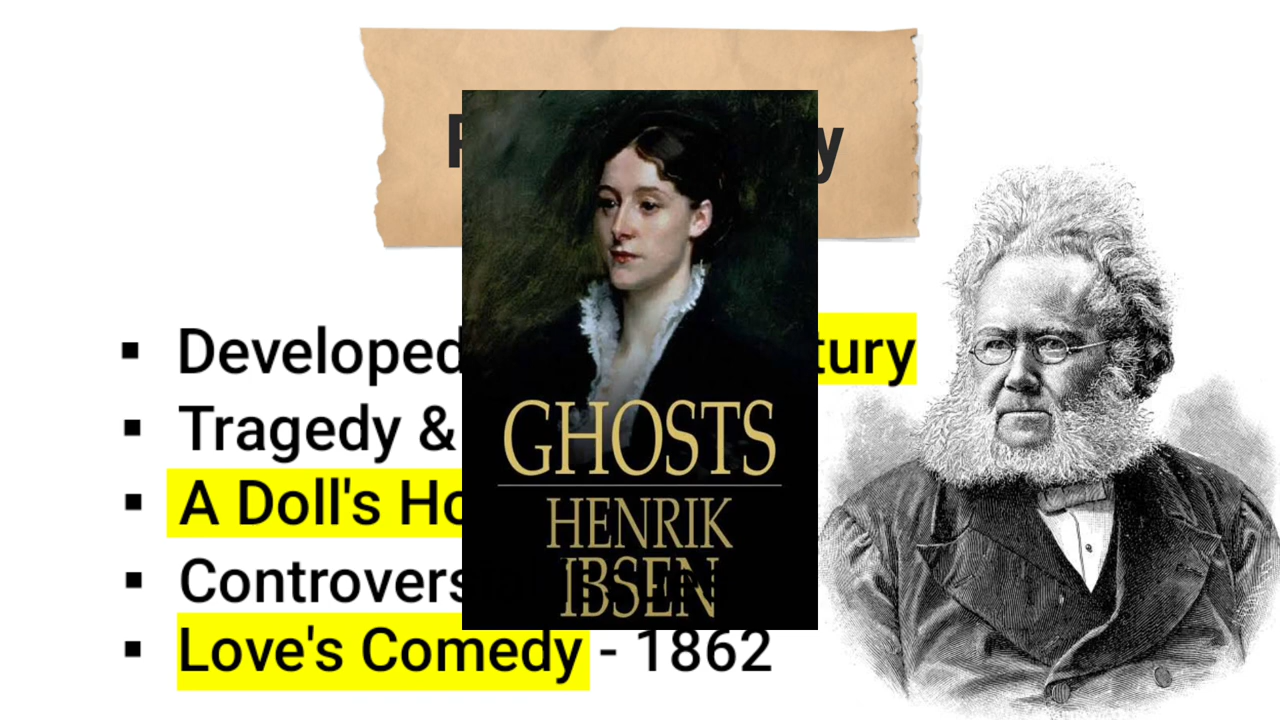 Developed
tury
Tragedy &
A Doll's Ho
Controvers
Love's Comedy - 1862
GHOSTS
HENRIK
IBSEN